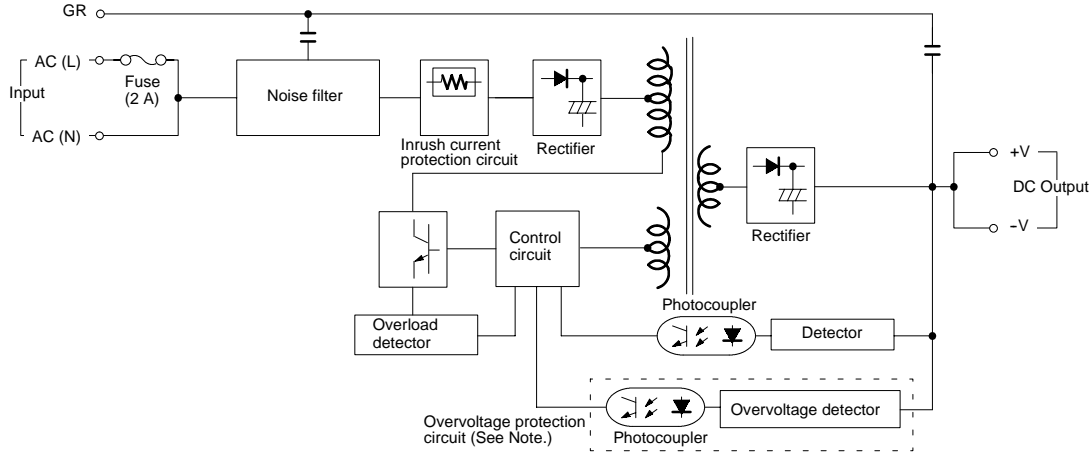 GR
AC (L)
Fuse
(2 A)
Input
AC (N)
Noise filter
Inrush current
protection circuit
Rectifier
Rectifier
+V
DC Output
−V
Control
circuit
Overload
detector
Photocoupler
Detector
Overvoltage protection
circuit (See Note.)
Photocoupler
Overvoltage detector